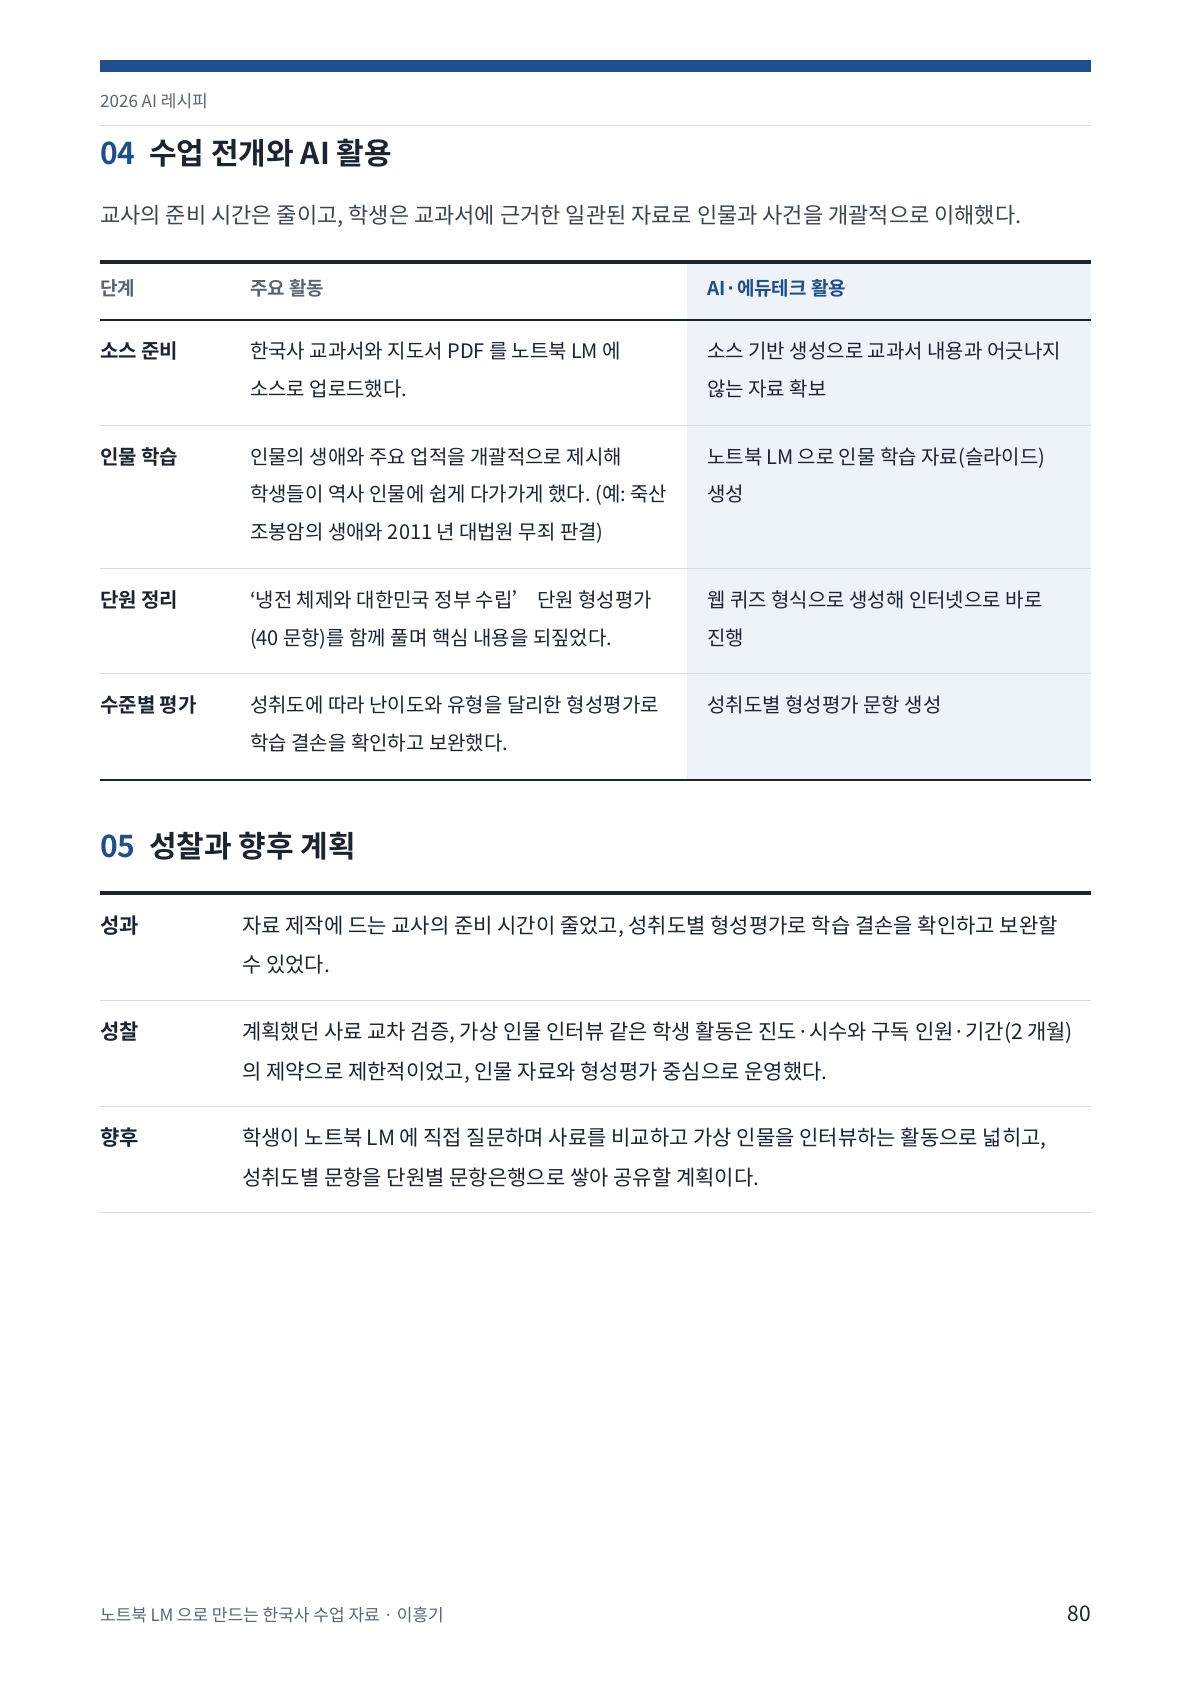 2026 AI 레시피
04 수업 전개와 AI 활용
교사의 준비 시간은 줄이고, 학생은 교과서에 근거한 일관된 자료로 인물과 사건을 개괄적으로 이해했다.
단계 주요 활동 AI·에듀테크 활용
소스 준비 한국사 교과서와 지도서 PDF 를 노트북 LM 에 소스 기반 생성으로 교과서 내용과 어긋나지
소스로 업로드했다. 않는 자료 확보
인물 학습 인물의 생애와 주요 업적을 개괄적으로 제시해 노트북 LM 으로 인물 학습 자료(슬라이드)
학생들이 역사 인물에 쉽게 다가가게 했다. (예: 죽산 생성
조봉암의 생애와 2011 년 대법원 무죄 판결)
단원 정리 ‘냉전 체제와 대한민국 정부 수립’ 단원 형성평가 웹 퀴즈 형식으로 생성해 인터넷으로 바로
(40 문항)를 함께 풀며 핵심 내용을 되짚었다. 진행
수준별 평가 성취도에 따라 난이도와 유형을 달리한 형성평가로 성취도별 형성평가 문항 생성
학습 결손을 확인하고 보완했다.
05 성찰과 향후 계획
성과 자료 제작에 드는 교사의 준비 시간이 줄었고, 성취도별 형성평가로 학습 결손을 확인하고 보완할
수 있었다.
성찰 계획했던 사료 교차 검증, 가상 인물 인터뷰 같은 학생 활동은 진도·시수와 구독 인원·기간(2 개월)
의 제약으로 제한적이었고, 인물 자료와 형성평가 중심으로 운영했다.
향후 학생이 노트북 LM 에 직접 질문하며 사료를 비교하고 가상 인물을 인터뷰하는 활동으로 넓히고,
성취도별 문항을 단원별 문항은행으로 쌓아 공유할 계획이다.
노트북 LM 으로 만드는 한국사 수업 자료 · 이흥기 80